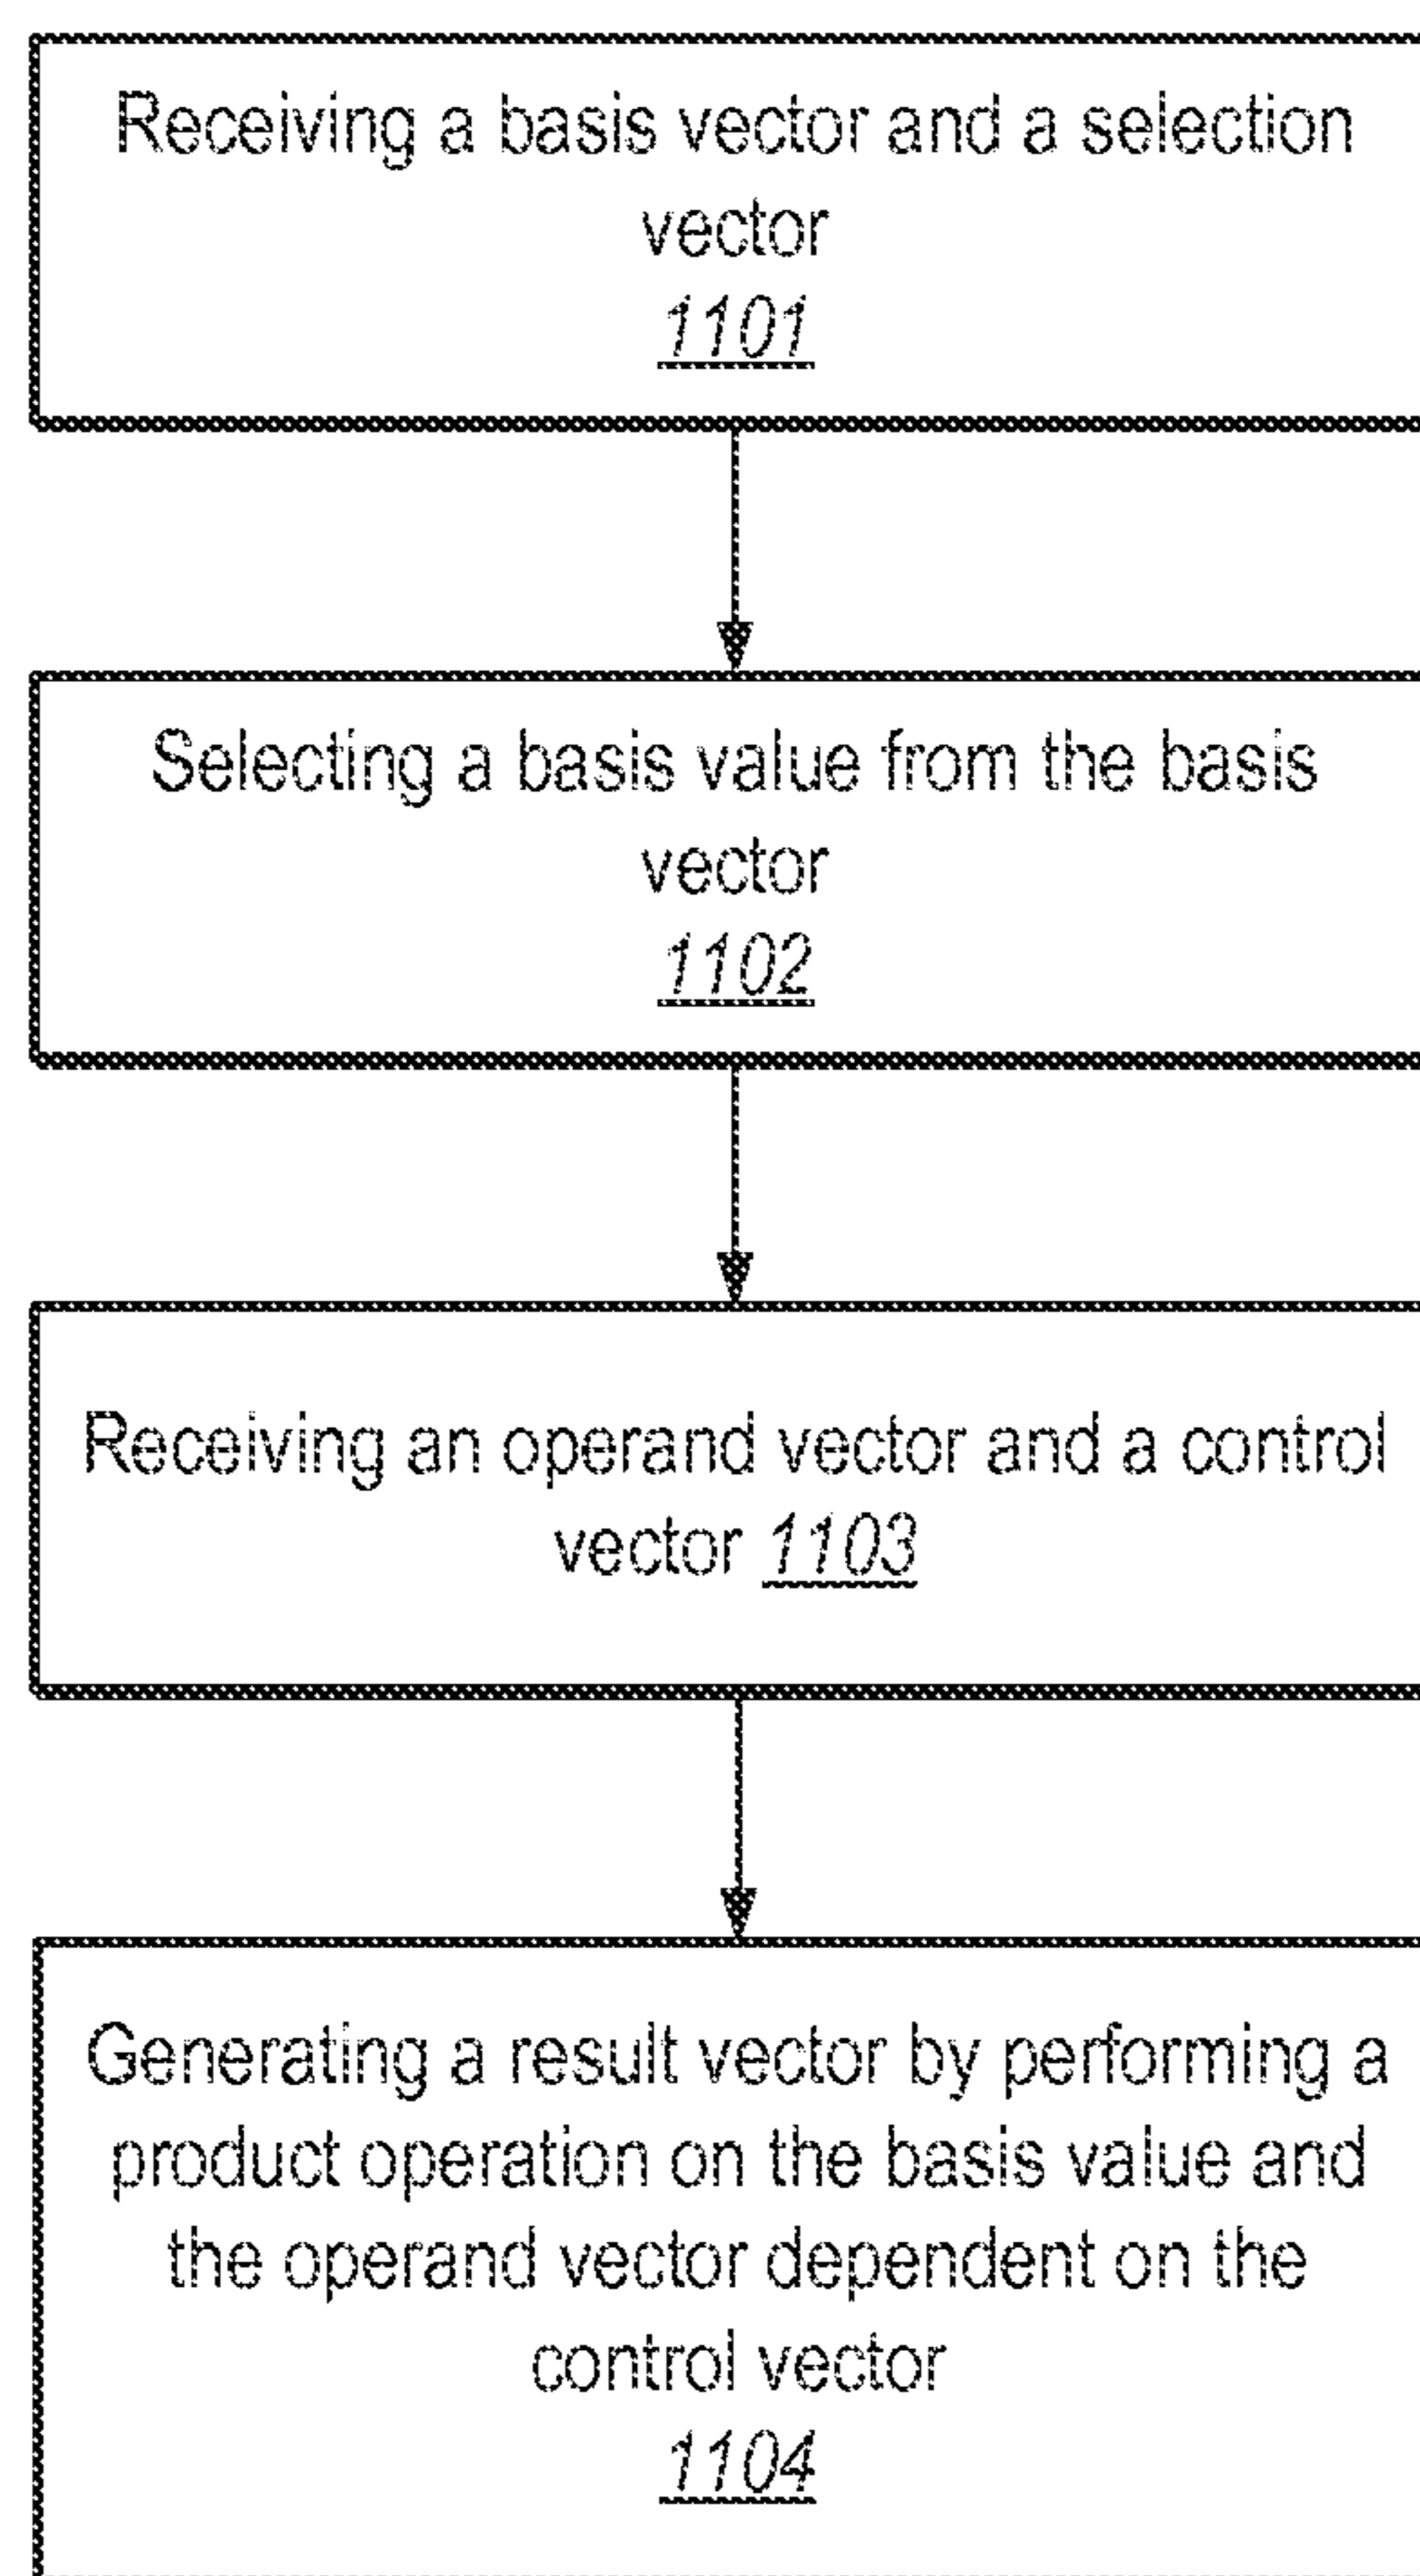 Receiving a basis vector and a selection
vector
1101
Selecting a basis value from the basis
vector
1102
Receiving an operand vector and a control
vector 1103
Generating a result vector by performing a
product operation on the basis value and
the operand vector dependent on the
control vector
1104